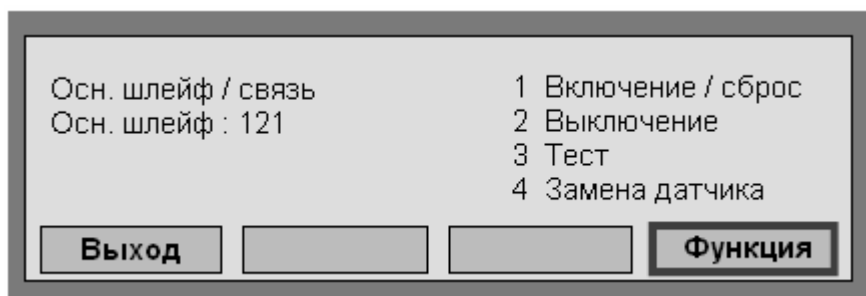 Осн. шлейф / связь
Осн. шлейф : 121
1 Включение / сброс
2 Выключение
3 Тест
4 Замена датчика
Выход
Функция